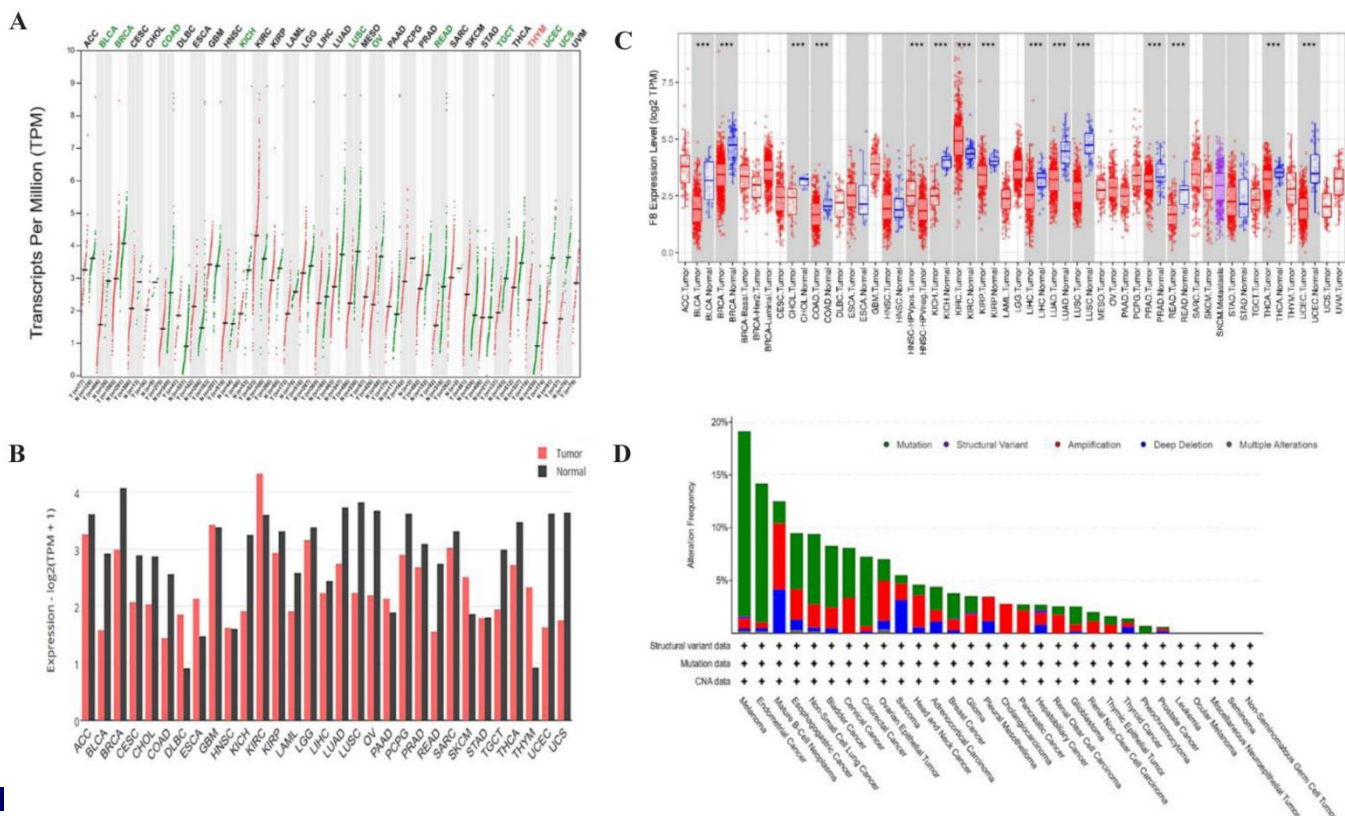 A
ACC
BLCA
BRCA
CESC
CHOL
COAD
DLBC
ESCA
GBM
HNSC
KICH
KIRC
KIRP
LAML
LGG
LIHC
LUAD
LUSC
MESO
OV
PAAD
PCPG
PRAD
READ
SARC
SKCM
STAD
TGCT
THCA
THYM
UCEC
UCS
UVM
Transcripts Per Million (TPM)
10
9
8
7
6
5
4
3
2
1
0
B
Tumor
Normal
Expression - log2(TPM + 1)
4
3
2
1
0
ACC
BLCA
BRCA
CESC
CHOL
COAD
DLBC
ESCA
GBM
HNSC
KICH
KIRC
KIRP
LAML
LGG
LIHC
LUAD
LUSC
OV
PAAD
PCPG
PRAD
READ
SARC
SKCM
STAD
TGCT
THCA
THYM
UCEC
UCS
C
*** *** *** *** *** *** *** *** *** *** *** *** *** *** ***
F8 Expression Level (log2 TPM)
7.5
5.0
2.5
0.0
ACC.Tumor
BLCA.Tumor
BLCA.Normal
BRCA.Tumor
BRCA.Normal
BRCA-Basal.Tumor
BRCA-Her2.Tumor
BRCA-Luminal.Tumor
CESC.Tumor
CHOL.Tumor
CHOL.Normal
COAD.Tumor
COAD.Normal
DLBC.Tumor
ESCA.Tumor
ESCA.Normal
GBM.Tumor
HNSC.Tumor
HNSC.Normal
HNSC-HPVpos.Tumor
HNSC-HPVneg.Tumor
KICH.Tumor
KICH.Normal
KIRC.Tumor
KIRC.Normal
KIRP.Tumor
KIRP.Normal
LAML.Tumor
LGG.Tumor
LIHC.Tumor
LIHC.Normal
LUAD.Tumor
LUAD.Normal
LUSC.Tumor
LUSC.Normal
MESO.Tumor
OV.Tumor
PAAD.Tumor
PCPG.Tumor
PRAD.Tumor
PRAD.Normal
READ.Tumor
READ.Normal
SARC.Tumor
SKCM.Tumor
SKCM.Metastasis
STAD.Tumor
STAD.Normal
TGCT.Tumor
THCA.Tumor
THCA.Normal
THYM.Tumor
UCEC.Tumor
UCEC.Normal
UCS.Tumor
UVM.Tumor
D
Mutation
Structural Variant
Amplification
Deep Deletion
Multiple Alterations
Alteration Frequency
20%
15%
10%
5%
Structural variant data
Mutation data
CNA data
Melanoma
Endometrial Cancer
Mature B-Cell Neoplasms
Esophagogastric Cancer
Non-Small Cell Lung Cancer
Bladder Cancer
Cervical Cancer
Colorectal Cancer
Ovarian Epithelial Tumor
Sarcoma
Head and Neck Cancer
Adrenocortical Carcinoma
Breast Cancer
Glioma
Pleural Mesothelioma
Cholangiocarcinoma
Pancreatic Cancer
Hepatobiliary Cancer
Renal Clear Cell Carcinoma
Glioblastoma
Renal Non-Clear Cell Carcinoma
Thymic Epithelial Tumor
Thyroid Cancer
Pheochromocytoma
Prostate Cancer
Leukemia
Ocular Melanoma
Miscellaneous Neuroepithelial Tumor
Seminoma
Non-Seminomatous Germ Cell Tumor